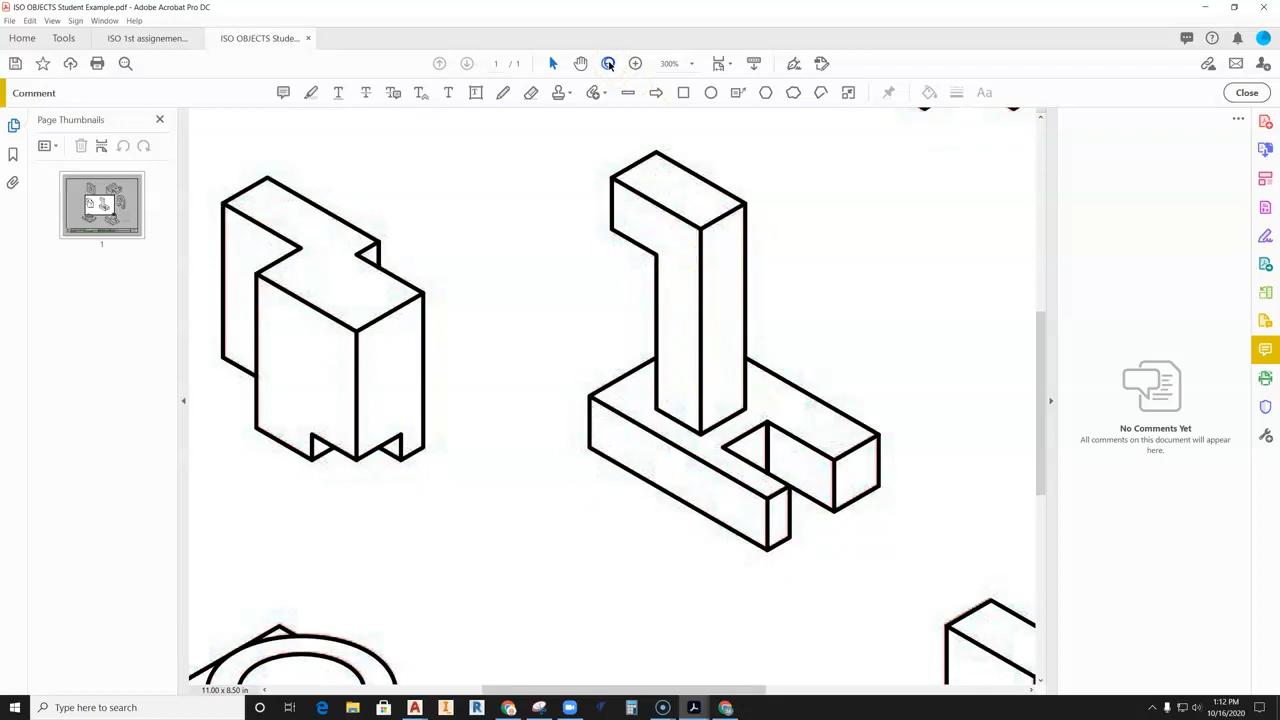 ISO OBJECTS Student Example.pdf - Adobe Acrobat Pro DC
File Edit View Sign Window Help
Home Tools ISO 1st assignemen... ISO OBJECTS Stude... ×
1 / 1 300%
Comment Close
Page Thumbnails
1
No Comments Yet
All comments on this document will appear
here.
11.00 x 8.50 in
Type here to search
1:12 PM
10/16/2020